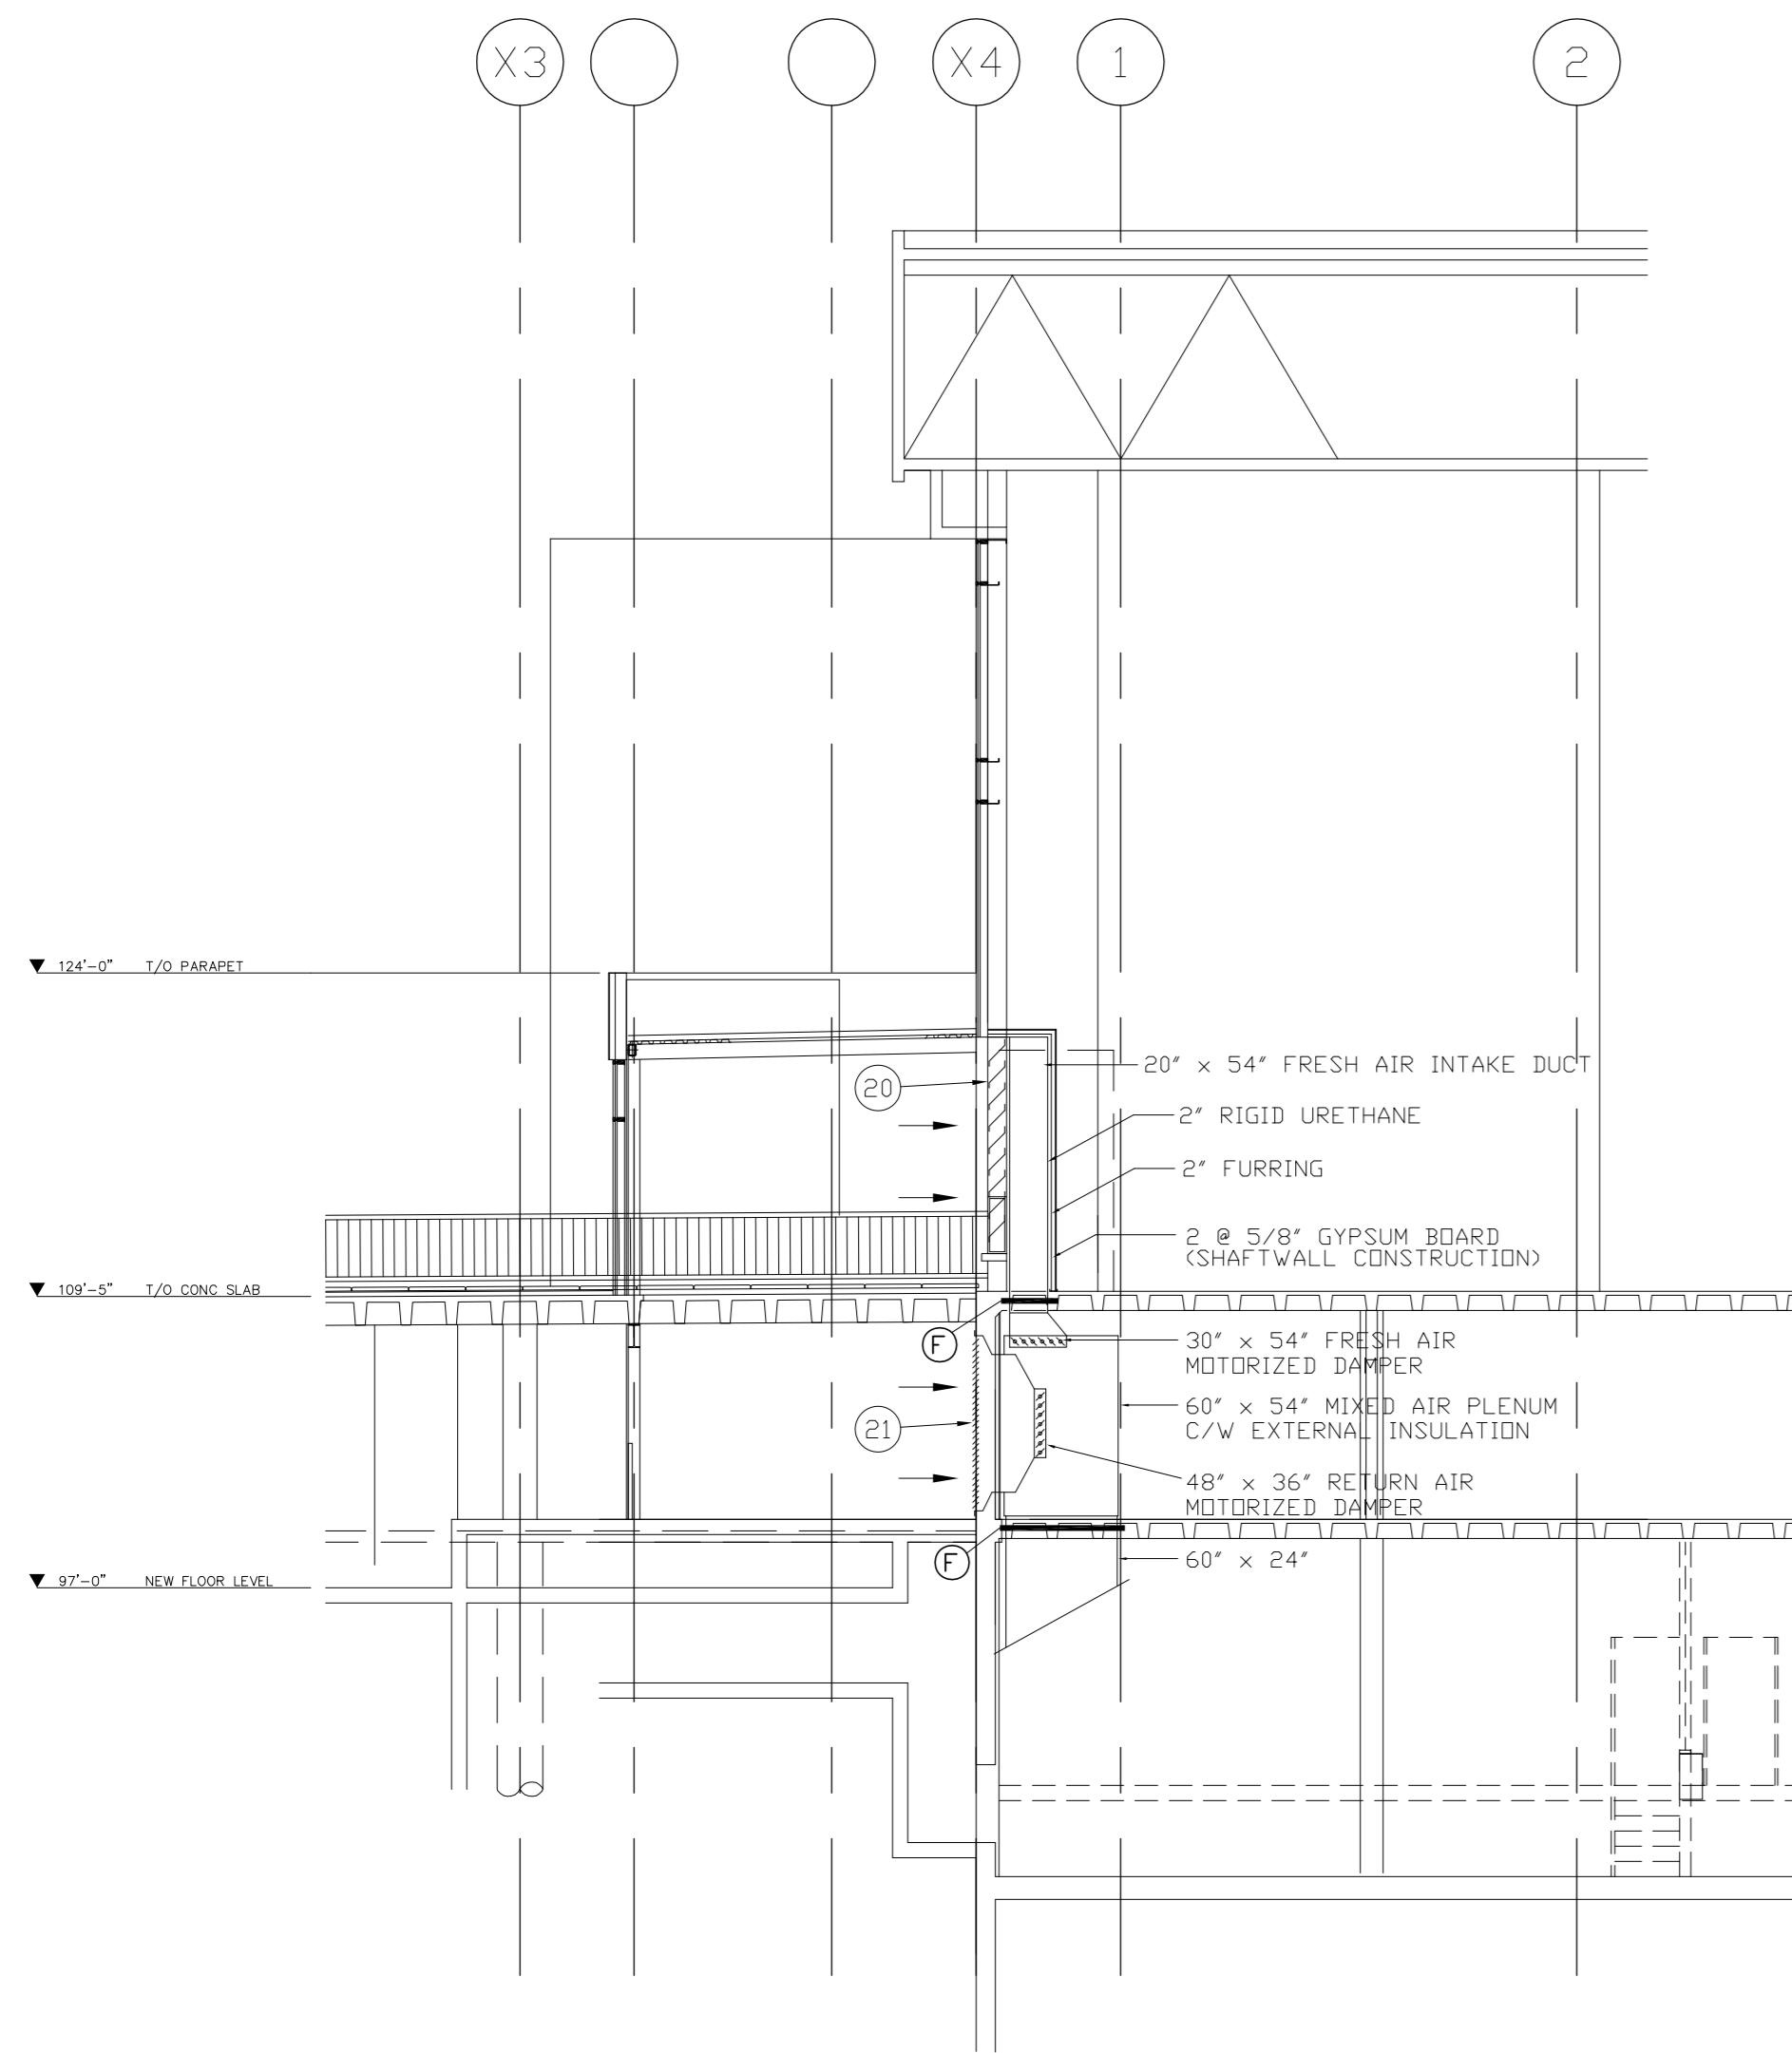 X3
X4
1
2
124'-0" T/O PARAPET
20" x 54" FRESH AIR INTAKE DUCT
20
2" RIGID URETHANE
2" FURRING
2 @ 5/8" GYPSUM BOARD
(SHAFTWALL CONSTRUCTION)
109'-5" T/O CONC SLAB
F
30" x 54" FRESH AIR
MOTORIZED DAMPER
60" x 54" MIXED AIR PLENUM
C/W EXTERNAL INSULATION
21
48" x 36" RETURN AIR
MOTORIZED DAMPER
F
60" x 24"
97'-0" NEW FLOOR LEVEL